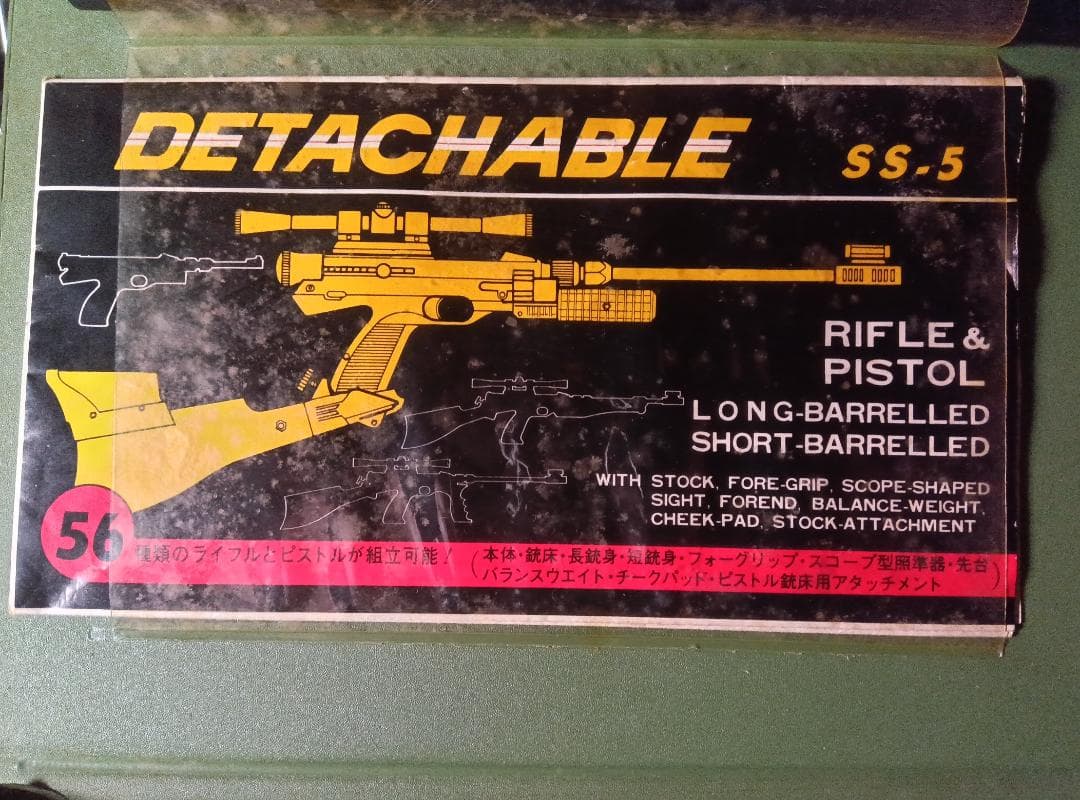 DETACHABLE
SS-5
RIFLE &
PISTOL
LONG-BARRELLED
SHORT-BARRELLED
WITH STOCK, FORE-GRIP, SCOPE-SHAPED
SIGHT, FOREND, BALANCE-WEIGHT,
CHEEK-PAD, STOCK-ATTACHMENT
56種類のライフルとピストルが組立可能!
(本体・銃床・長銃身・短銃身・フォーグリップ・スコープ型照準器・先台
バランスウエイト・チークパッド・ピストル銃床用アタッチメント)